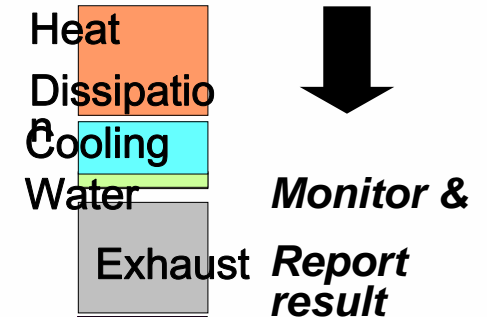 Heat
Dissipatio
n
Cooling
Water
Exhaust
Monitor &
Report
result